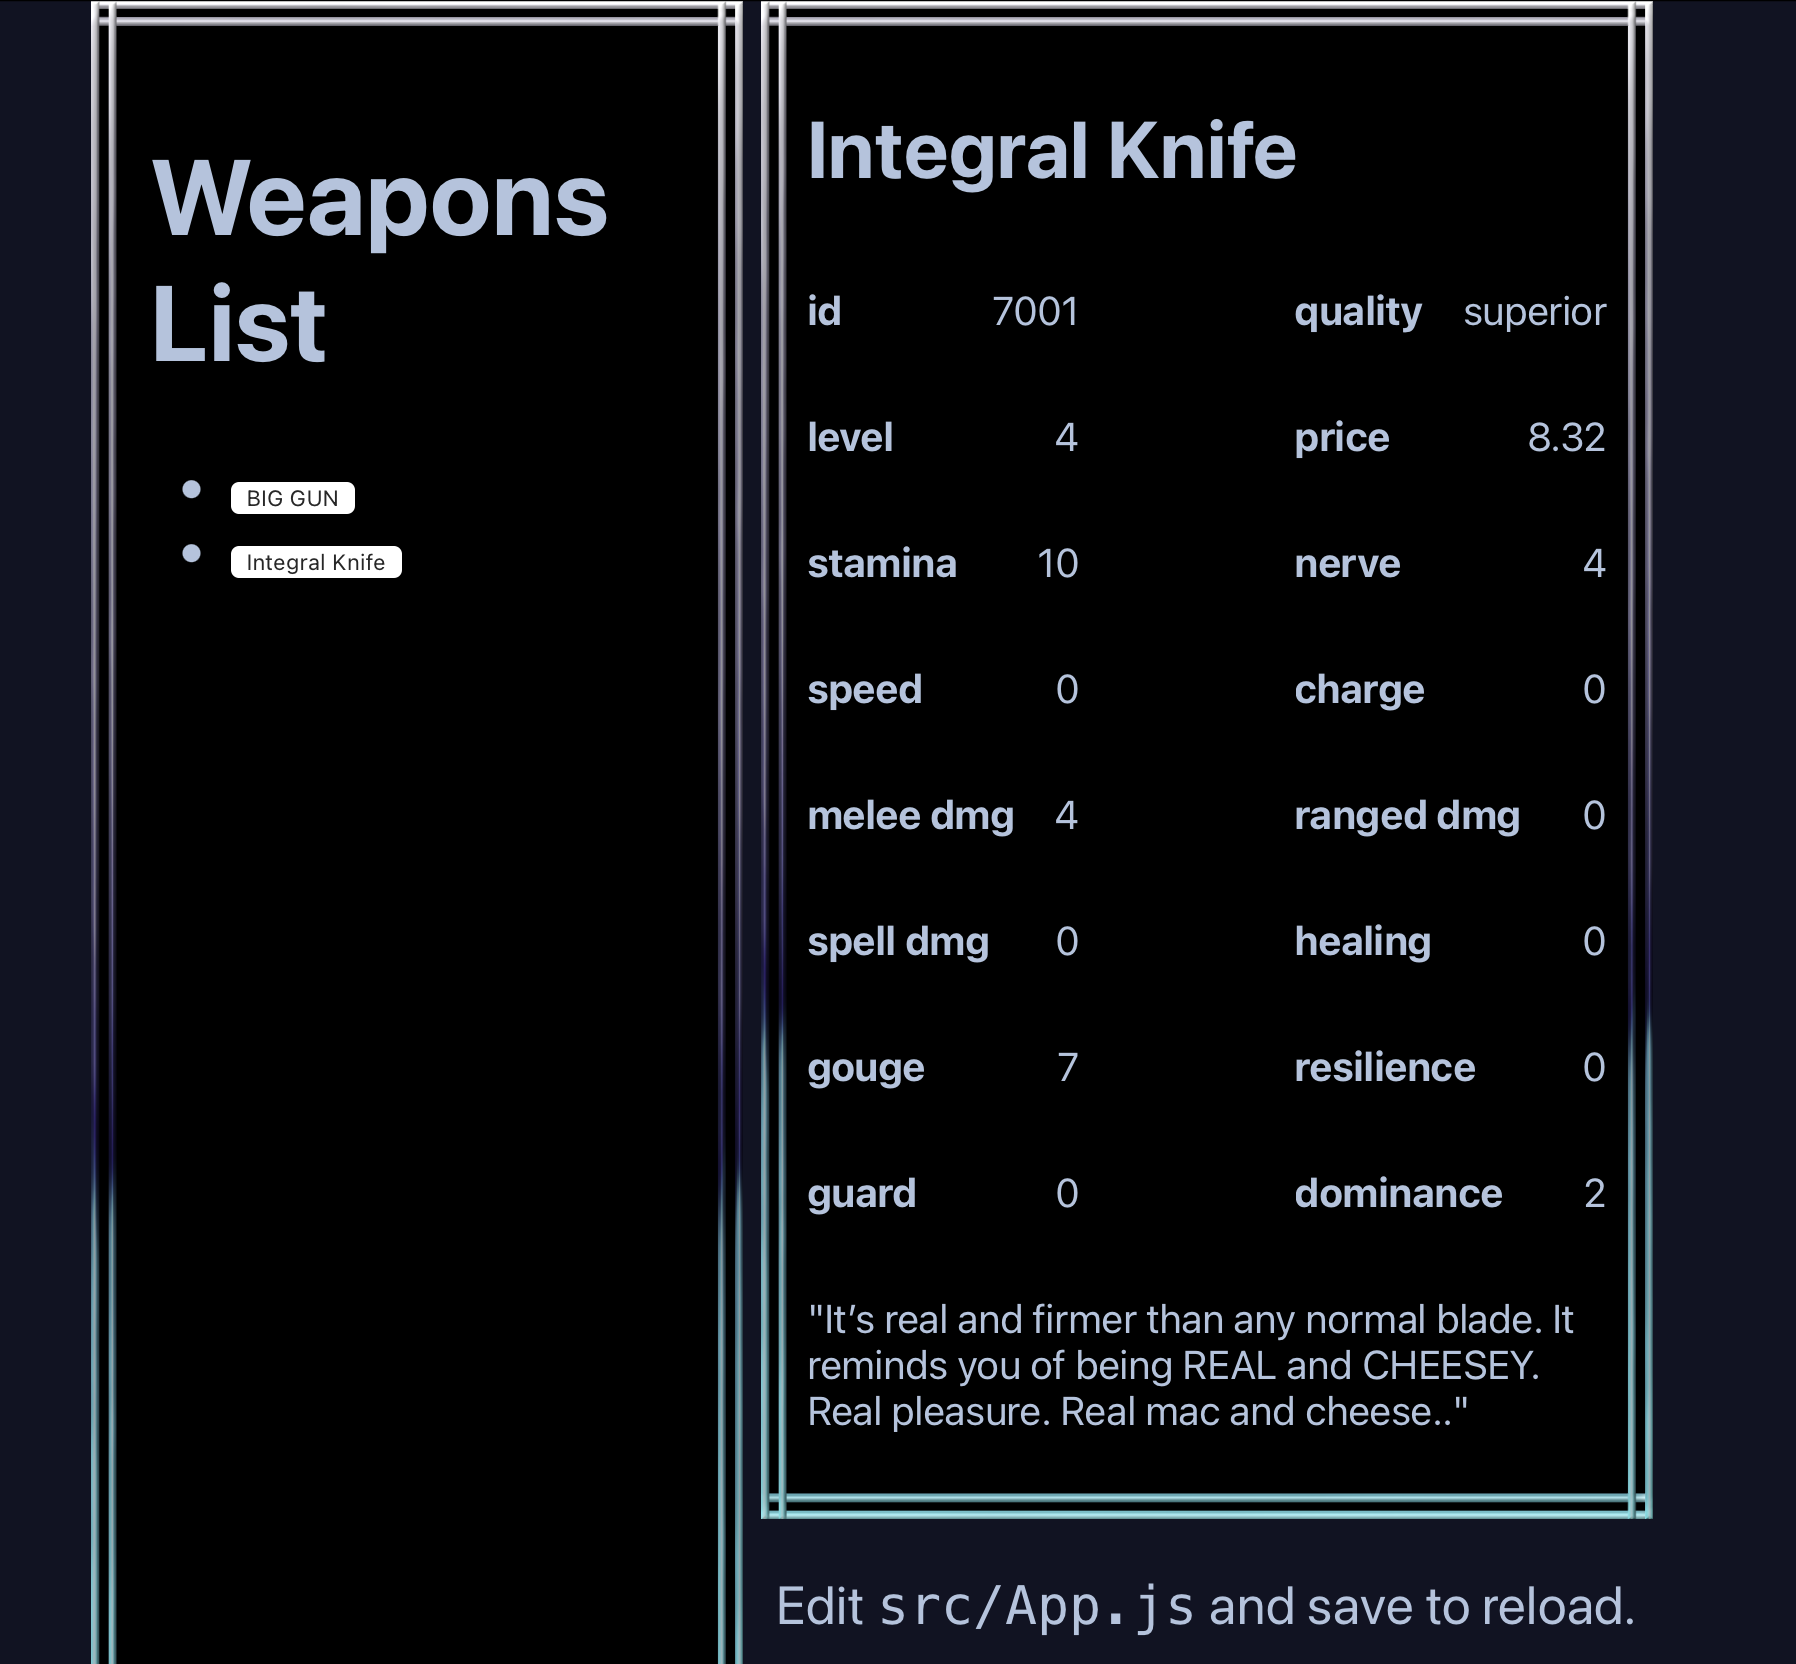 Weapons
List
BIG GUN
Integral Knife
Integral Knife
id 7001 quality superior
level 4 price 8.32
stamina 10 nerve 4
speed 0 charge 0
melee dmg 4 ranged dmg 0
spell dmg 0 healing 0
gouge 7 resilience 0
guard 0 dominance 2
"It’s real and firmer than any normal blade. It
reminds you of being REAL and CHEESEY.
Real pleasure. Real mac and cheese.."
Edit src/App.js and save to reload.